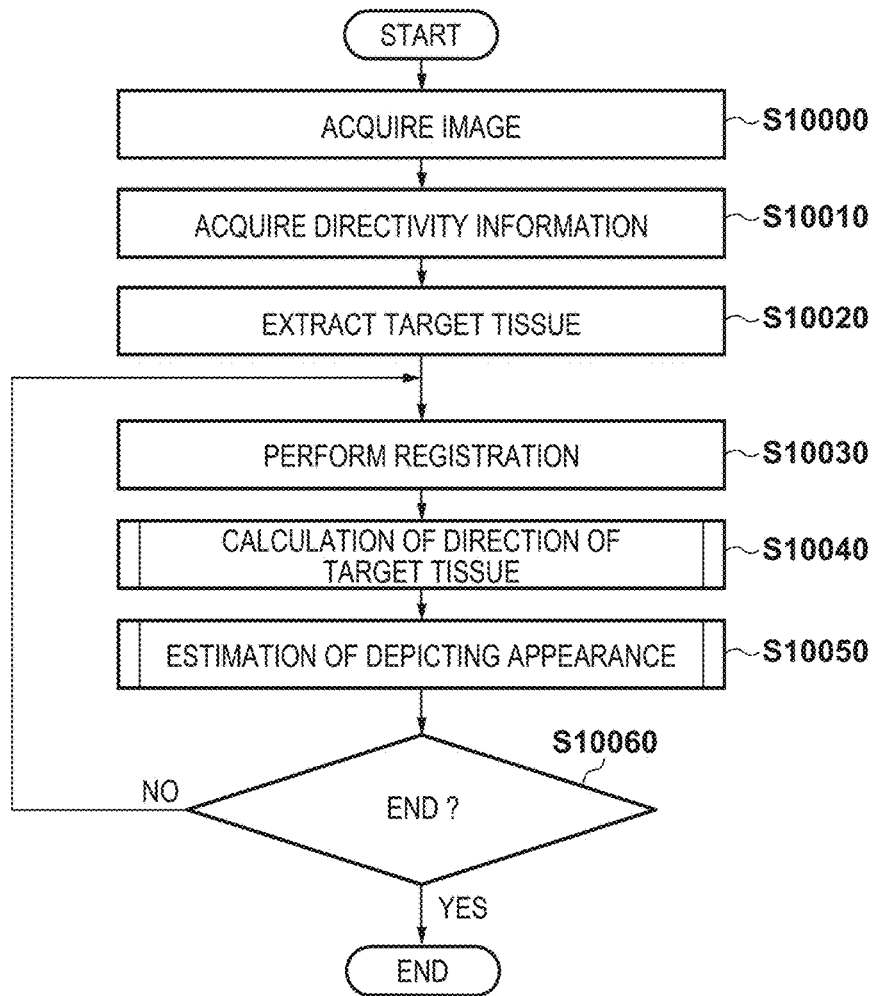 START
ACQUIRE IMAGE
S10000
ACQUIRE DIRECTIVITY INFORMATION
S10010
EXTRACT TARGET TISSUE
S10020
PERFORM REGISTRATION
S10030
CALCULATION OF DIRECTION OF
TARGET TISSUE
S10040
ESTIMATION OF DEPICTING APPEARANCE
S10050
S10060
END ?
NO
YES
END